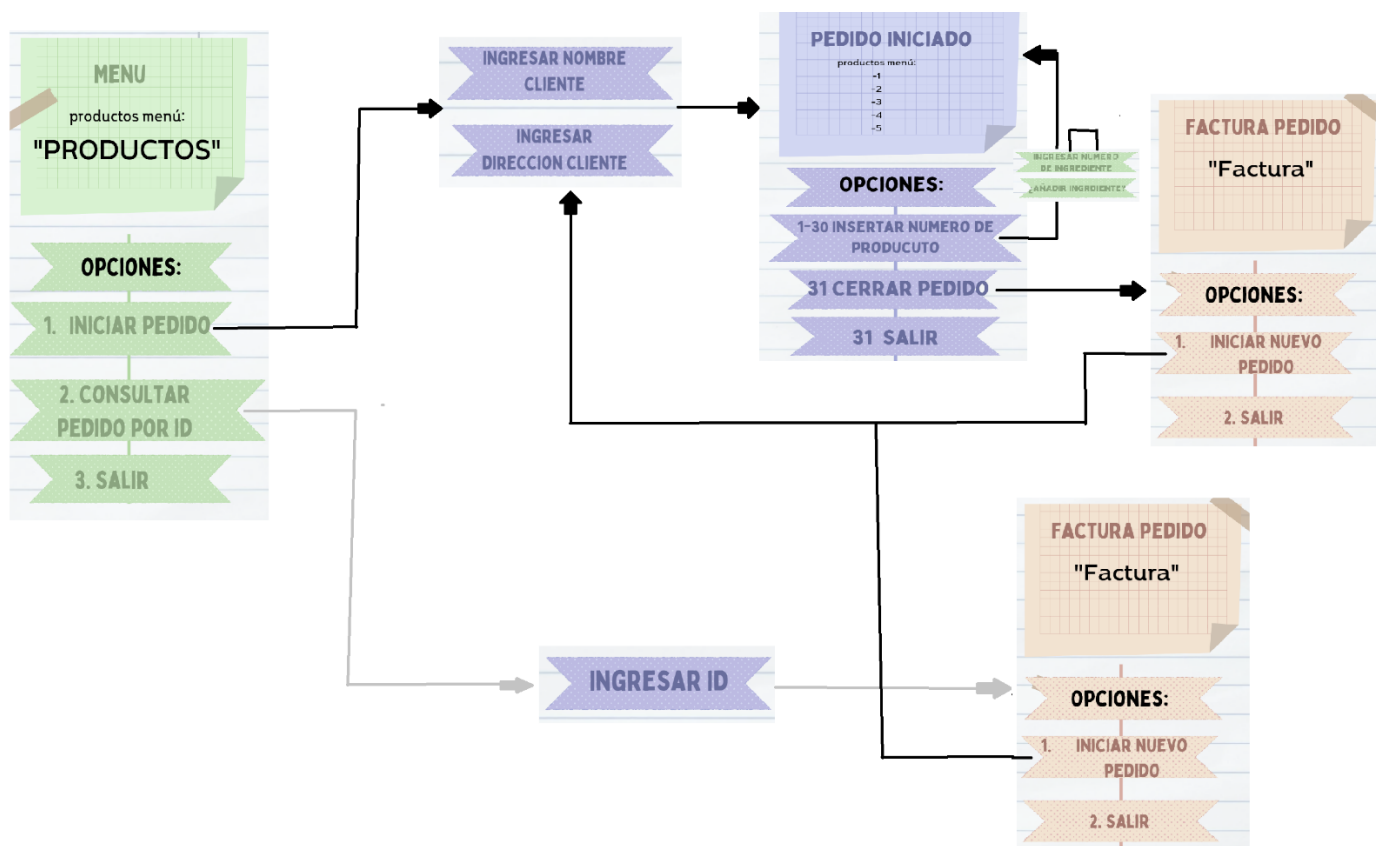 MENU
productos menú:
"PRODUCTOS"
OPCIONES:
1. INICIAR PEDIDO
2. CONSULTAR
PEDIDO POR ID
3. SALIR
INGRESAR NOMBRE
CLIENTE
INGRESAR
DIRECCION CLIENTE
PEDIDO INICIADO
productos menú:
-1
-2
-3
-4
-5
OPCIONES:
1-30 INSERTAR NUMERO DE
PRODUCUTO
31 CERRAR PEDIDO
31 SALIR
INGRESAR NUMERO
DE INGREDIENTE
¿AÑADIR INGREDIENTE?
FACTURA PEDIDO
"Factura"
OPCIONES:
1. INICIAR NUEVO
PEDIDO
2. SALIR
INGRESAR ID
FACTURA PEDIDO
"Factura"
OPCIONES:
1. INICIAR NUEVO
PEDIDO
2. SALIR